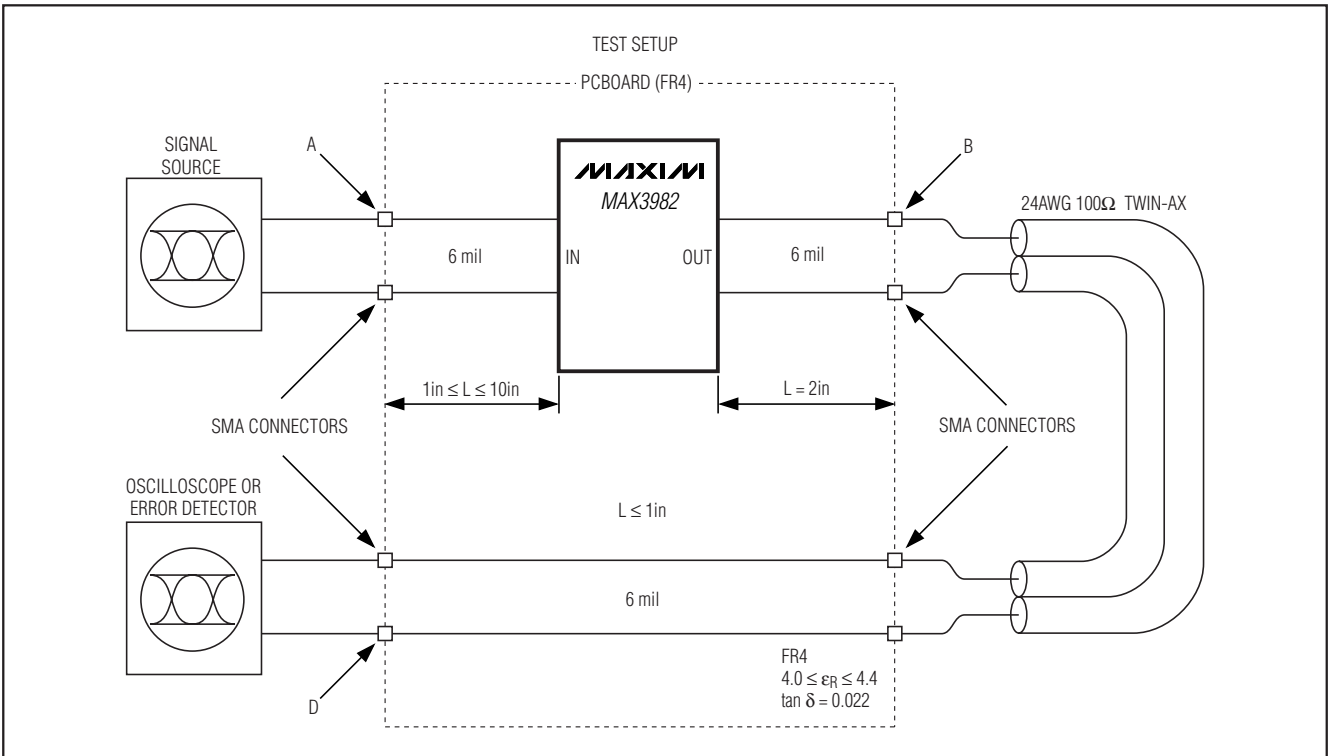 TEST SETUP
PCBOARD (FR4)
SIGNAL
SOURCE
A
MAXIM
MAX3982
B
24AWG 100Ω TWIN-AX
6 mil
IN
OUT
6 mil
1in ≤ L ≤ 10in
L = 2in
SMA CONNECTORS
SMA CONNECTORS
OSCILLOSCOPE OR
ERROR DETECTOR
L ≤ 1in
6 mil
D
FR4
4.0 ≤ εR ≤ 4.4
tan δ = 0.022